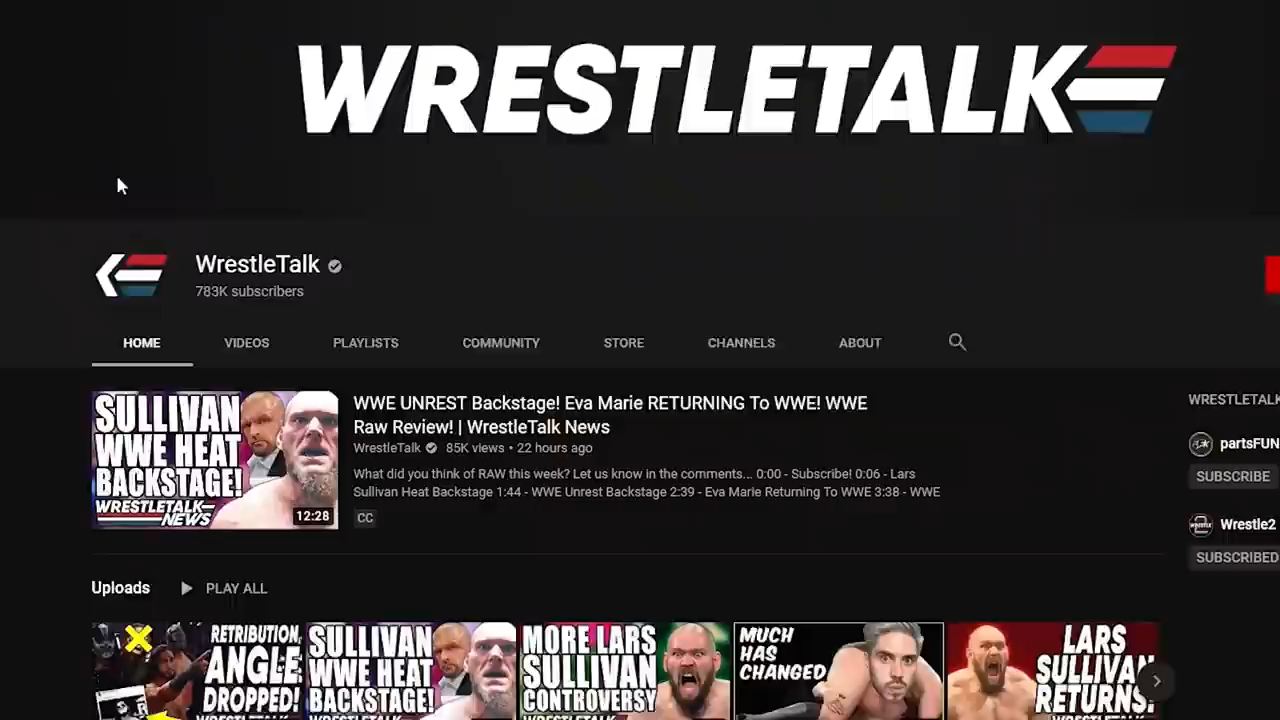 WRESTLETALK
WrestleTalk
783K subscribers
HOME
VIDEOS
PLAYLISTS
COMMUNITY
STORE
CHANNELS
ABOUT
SULLIVAN
WWE HEAT
BACKSTAGE!
WRESTLETALK
NEWS
12:28
WWE UNREST Backstage! Eva Marie RETURNING To WWE! WWE
Raw Review! | WrestleTalk News
WrestleTalk 85K views • 22 hours ago
What did you think of RAW this week? Let us know in the comments... 0:00 - Subscribe! 0:06 - Lars
Sullivan Heat Backstage 1:44 - WWE Unrest Backstage 2:39 - Eva Marie Returning To WWE 3:38 - WWE
CC
WRESTLETALK
partsFUN
SUBSCRIBE
Wrestle2
SUBSCRIBED
Uploads
PLAY ALL
RETRIBUTION
ANGLE
DROPPED!
WRESTLETALK
SULLIVAN
WWE HEAT
BACKSTAGE!
WRESTLETALK
MORE LARS
SULLIVAN
CONTROVERSY
WRESTLETALK
MUCH
HAS
CHANGED
LARS
SULLIVAN
RETURNS!
WRESTLETALK